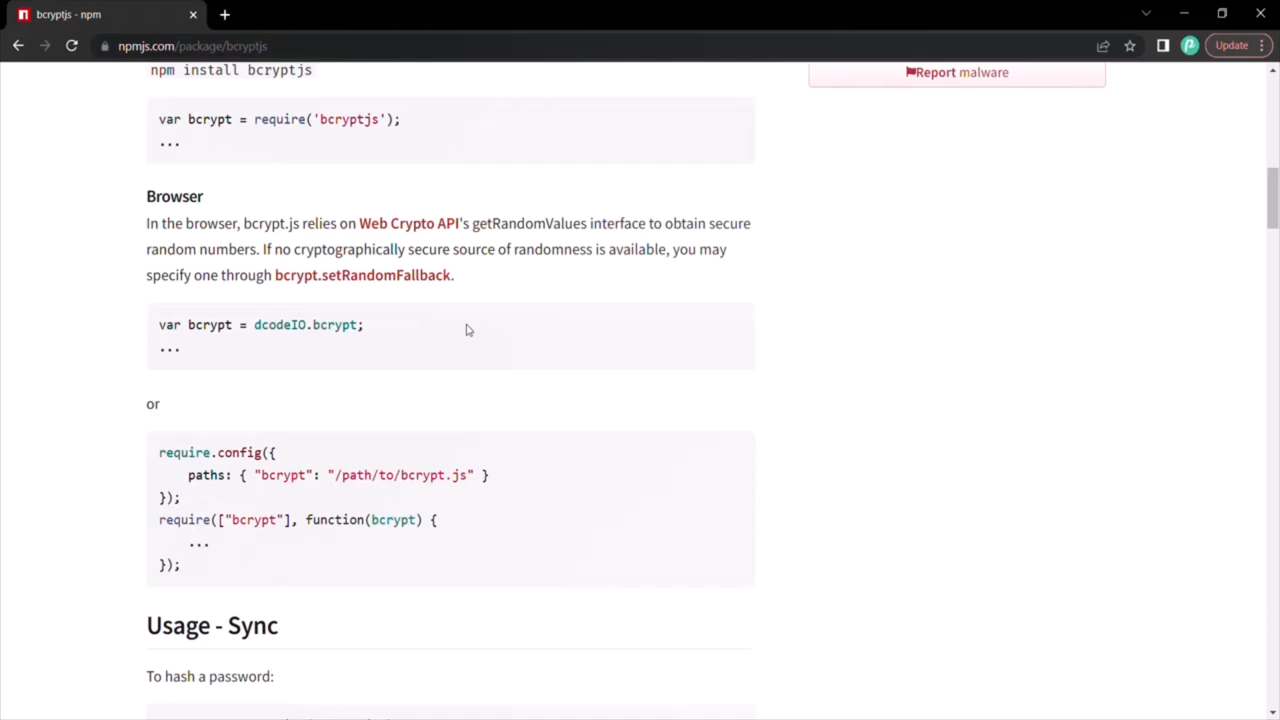 bcryptjs - npm
npmjs.com/package/bcryptjs
Update
npm install bcryptjs
Report malware
var bcrypt = require('bcryptjs');
...
Browser
In the browser, bcrypt.js relies on Web Crypto API's getRandomValues interface to obtain secure
random numbers. If no cryptographically secure source of randomness is available, you may
specify one through bcrypt.setRandomFallback.
var bcrypt = dcodeIO.bcrypt;
...
or
require.config({
    paths: { "bcrypt": "/path/to/bcrypt.js" }
});
require(["bcrypt"], function(bcrypt) {
    ...
});
Usage - Sync
To hash a password: